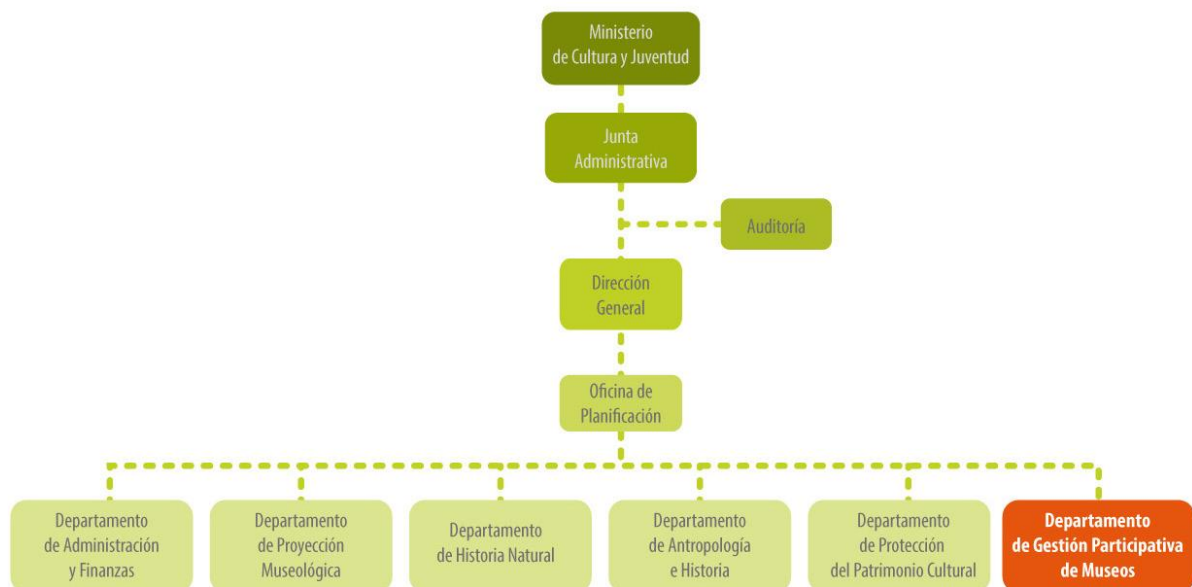 Ministerio
de Cultura y Juventud
Junta
Administrativa
Auditoría
Dirección
General
Oficina de
Planificación
Departamento
de Administración
y Finanzas
Departamento
de Proyección
Museológica
Departamento
de Historia Natural
Departamento
de Antropología
e Historia
Departamento
de Protección
del Patrimonio Cultural
Departamento
de Gestión Participativa
de Museos